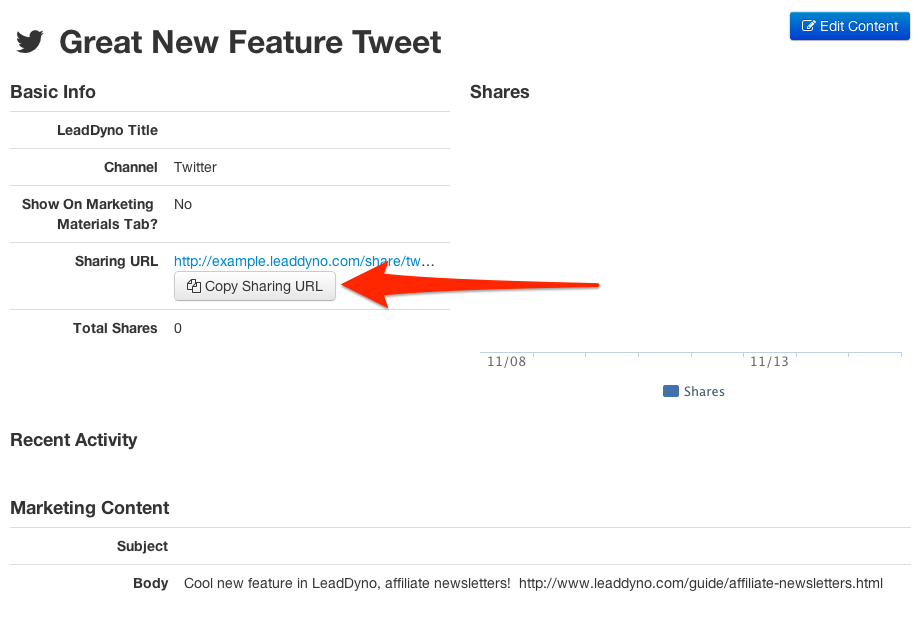 Great New Feature Tweet
Edit Content
Basic Info
LeadDyno Title
Channel Twitter
Show On Marketing No
Materials Tab?
Sharing URL http://example.leaddyno.com/share/tw...
Copy Sharing URL
Total Shares 0
Shares
11/08 11/13
Shares
Recent Activity
Marketing Content
Subject
Body Cool new feature in LeadDyno, affiliate newsletters! http://www.leaddyno.com/guide/affiliate-newsletters.html